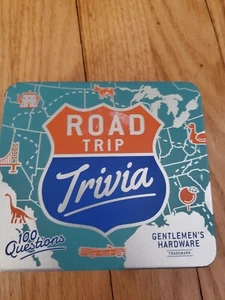 ROAD
TRIP
Trivia
100
Questions
GENTLEMEN'S
HARDWARE
TRADEMARK